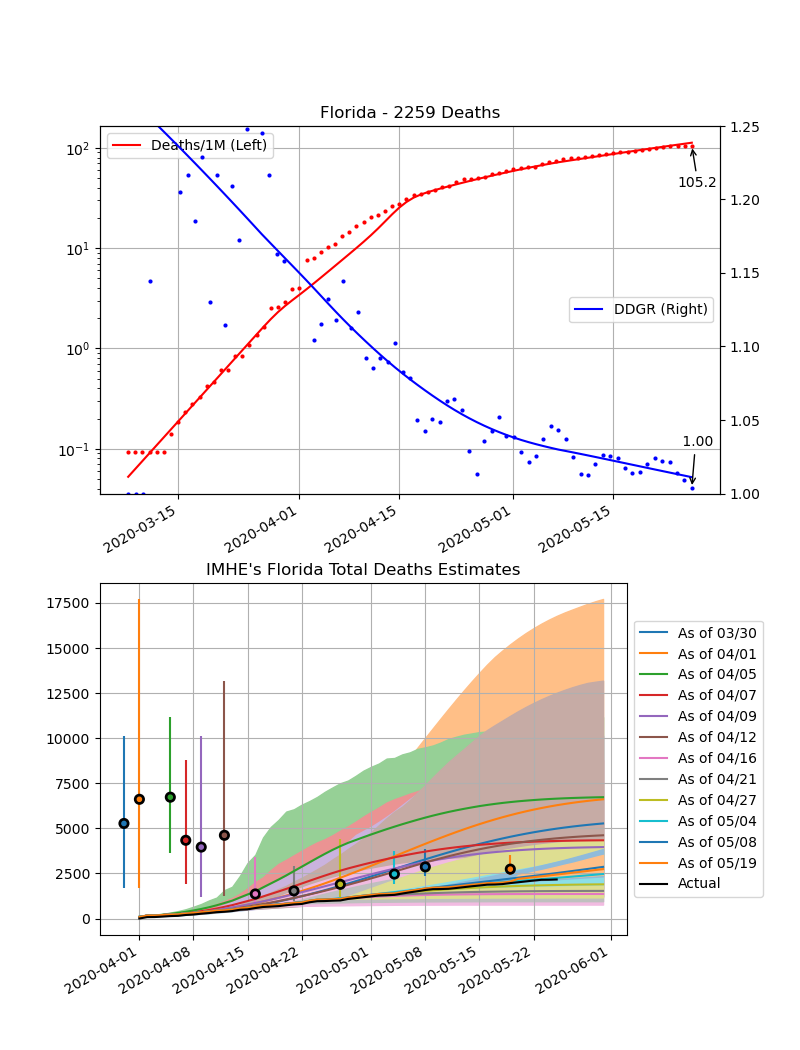 Florida - 2259 Deaths
Deaths/1M (Left)
DDGR (Right)
105.2
1.00
10²
10¹
10⁰
10⁻¹
1.25
1.20
1.15
1.10
1.05
1.00
2020-03-15
2020-04-01
2020-04-15
2020-05-01
2020-05-15
IMHE's Florida Total Deaths Estimates
17500
15000
12500
10000
7500
5000
2500
0
2020-04-01
2020-04-08
2020-04-15
2020-04-22
2020-05-01
2020-05-08
2020-05-15
2020-05-22
2020-06-01
As of 03/30
As of 04/01
As of 04/05
As of 04/07
As of 04/09
As of 04/12
As of 04/16
As of 04/21
As of 04/27
As of 05/04
As of 05/08
As of 05/19
Actual